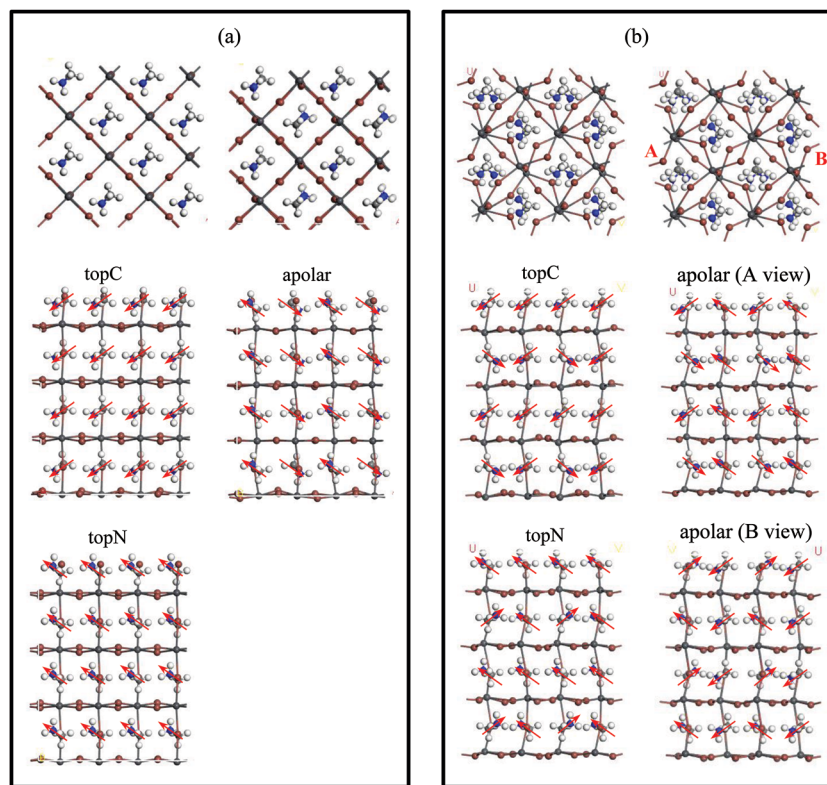 (a)
(b)
U
A
B
topC
apolar
topC
apolar (A view)
U
U
topN
topN
apolar (B view)
U
U